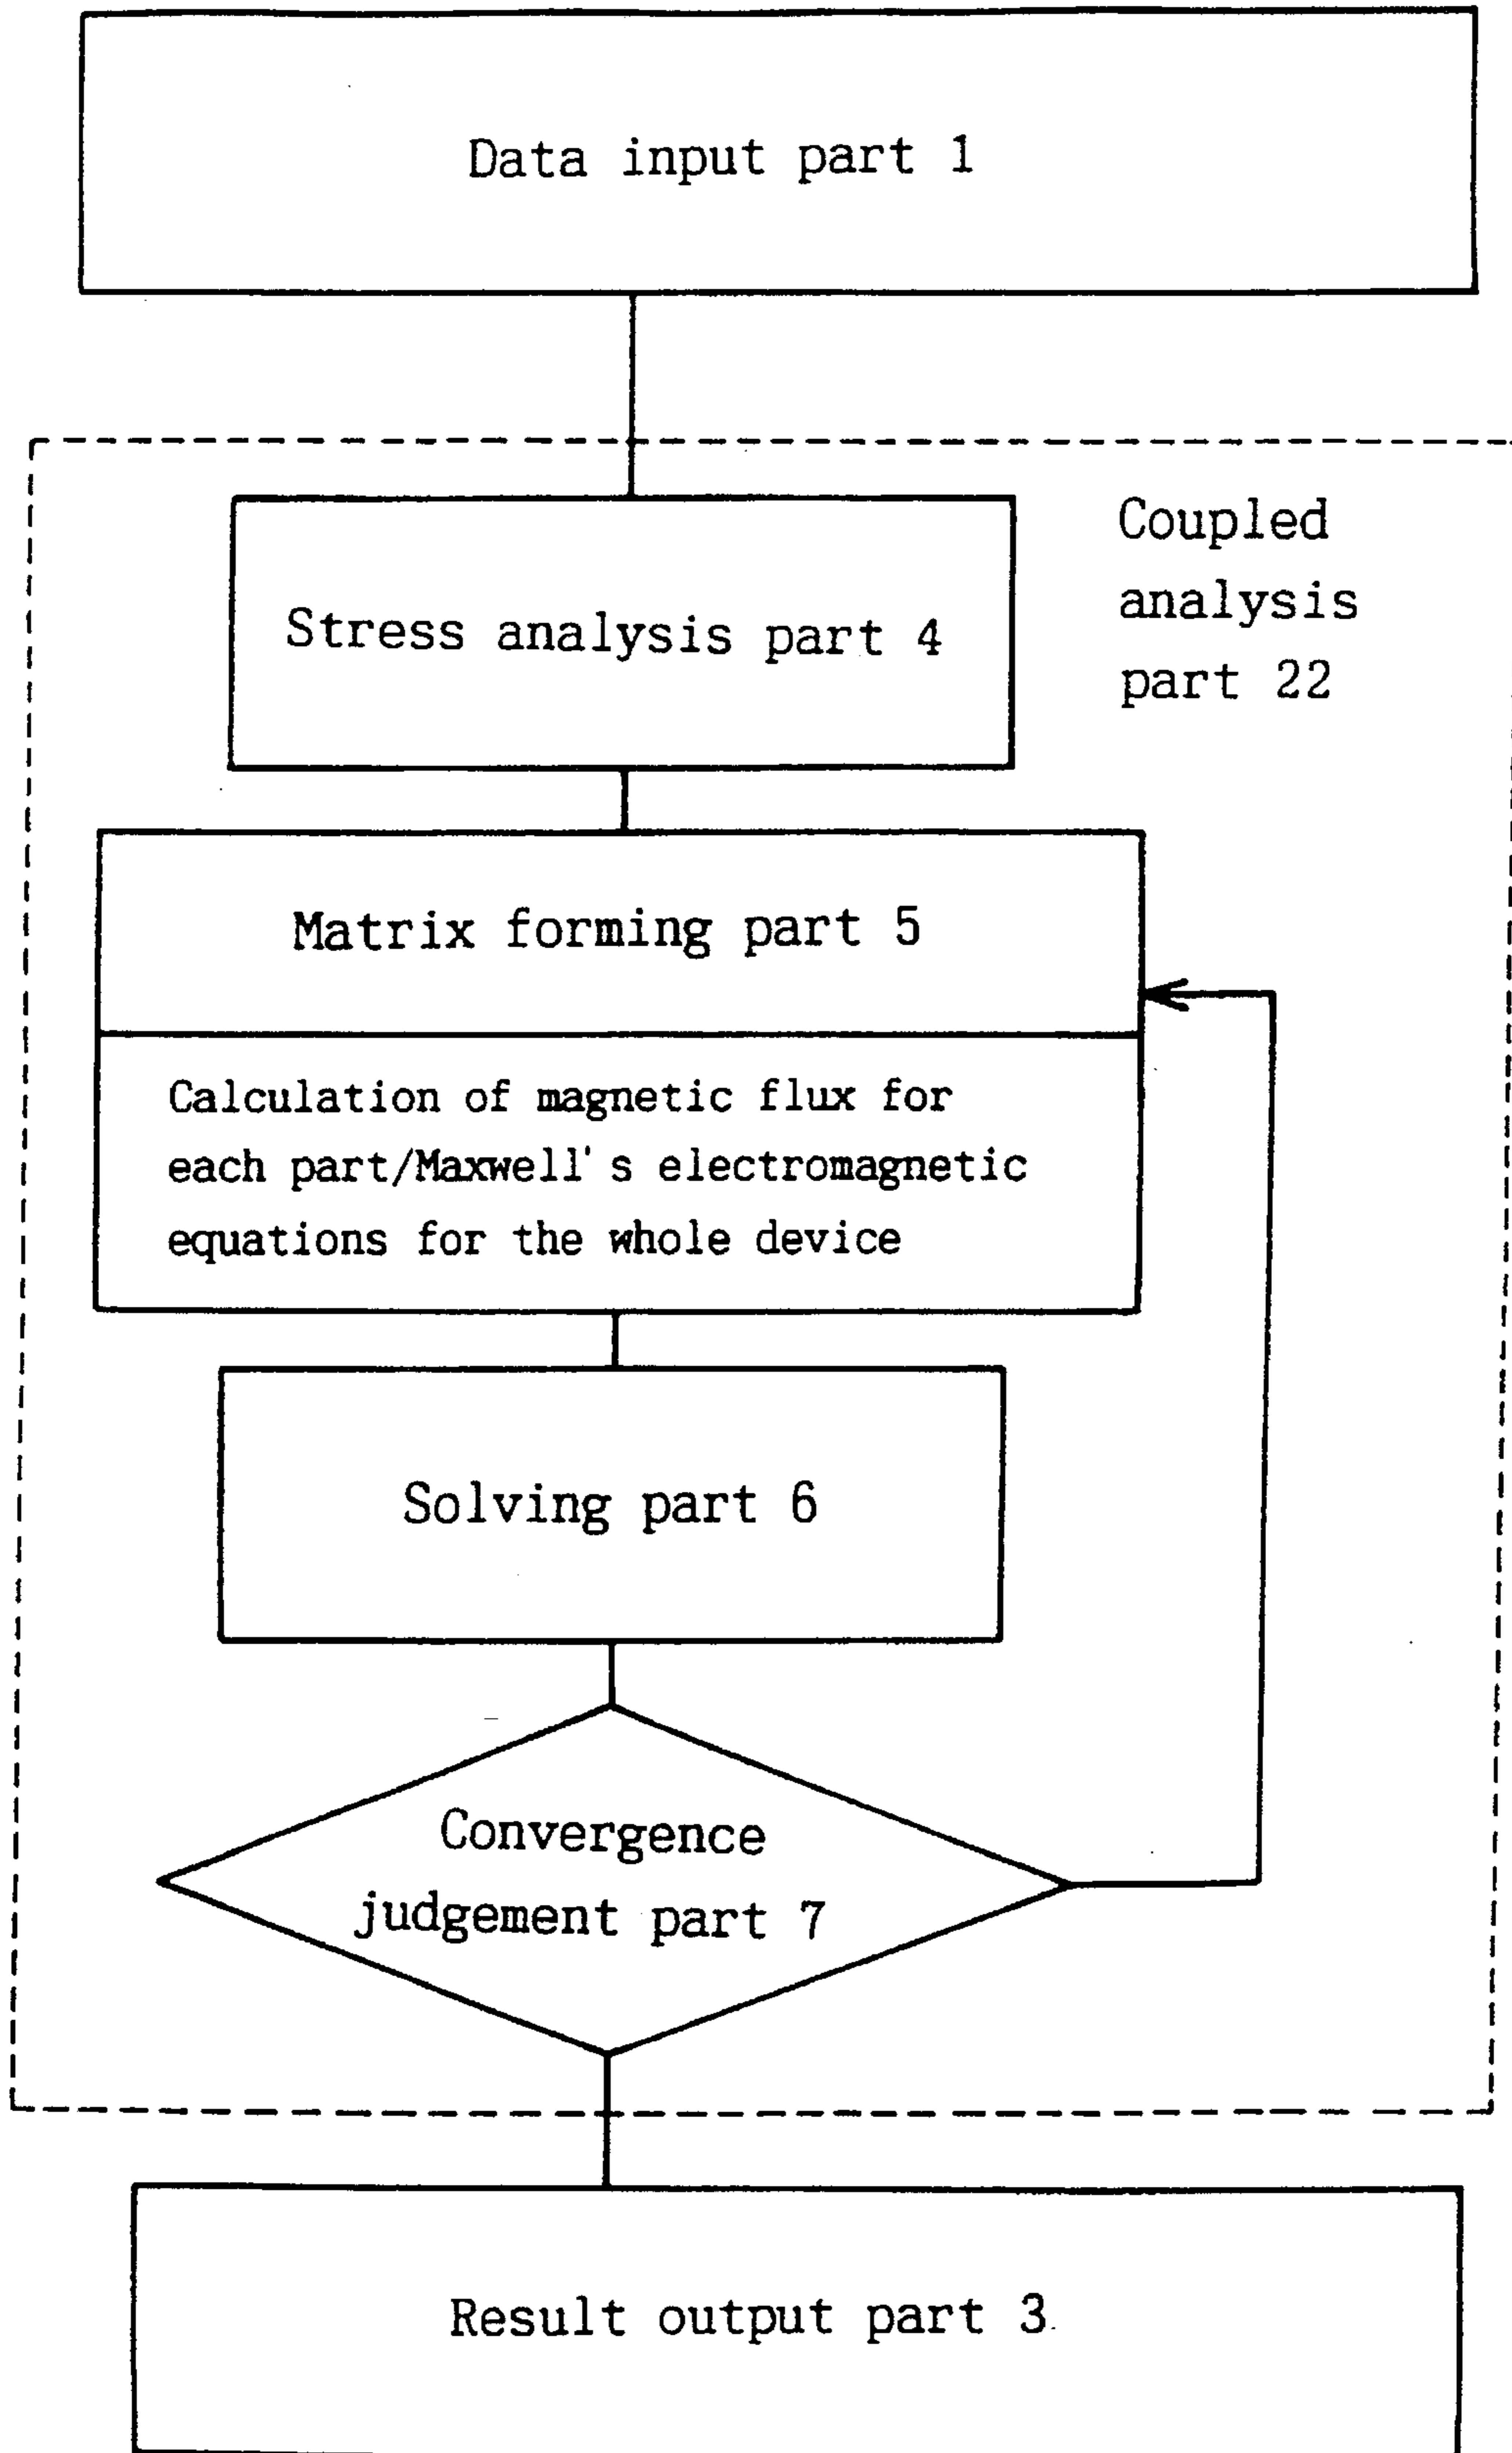 Data input part 1
Stress analysis part 4
Coupled
analysis
part 22
Matrix forming part 5
Calculation of magnetic flux for
each part/Maxwell's electromagnetic
equations for the whole device
Solving part 6
Convergence
judgement part 7
Result output part 3